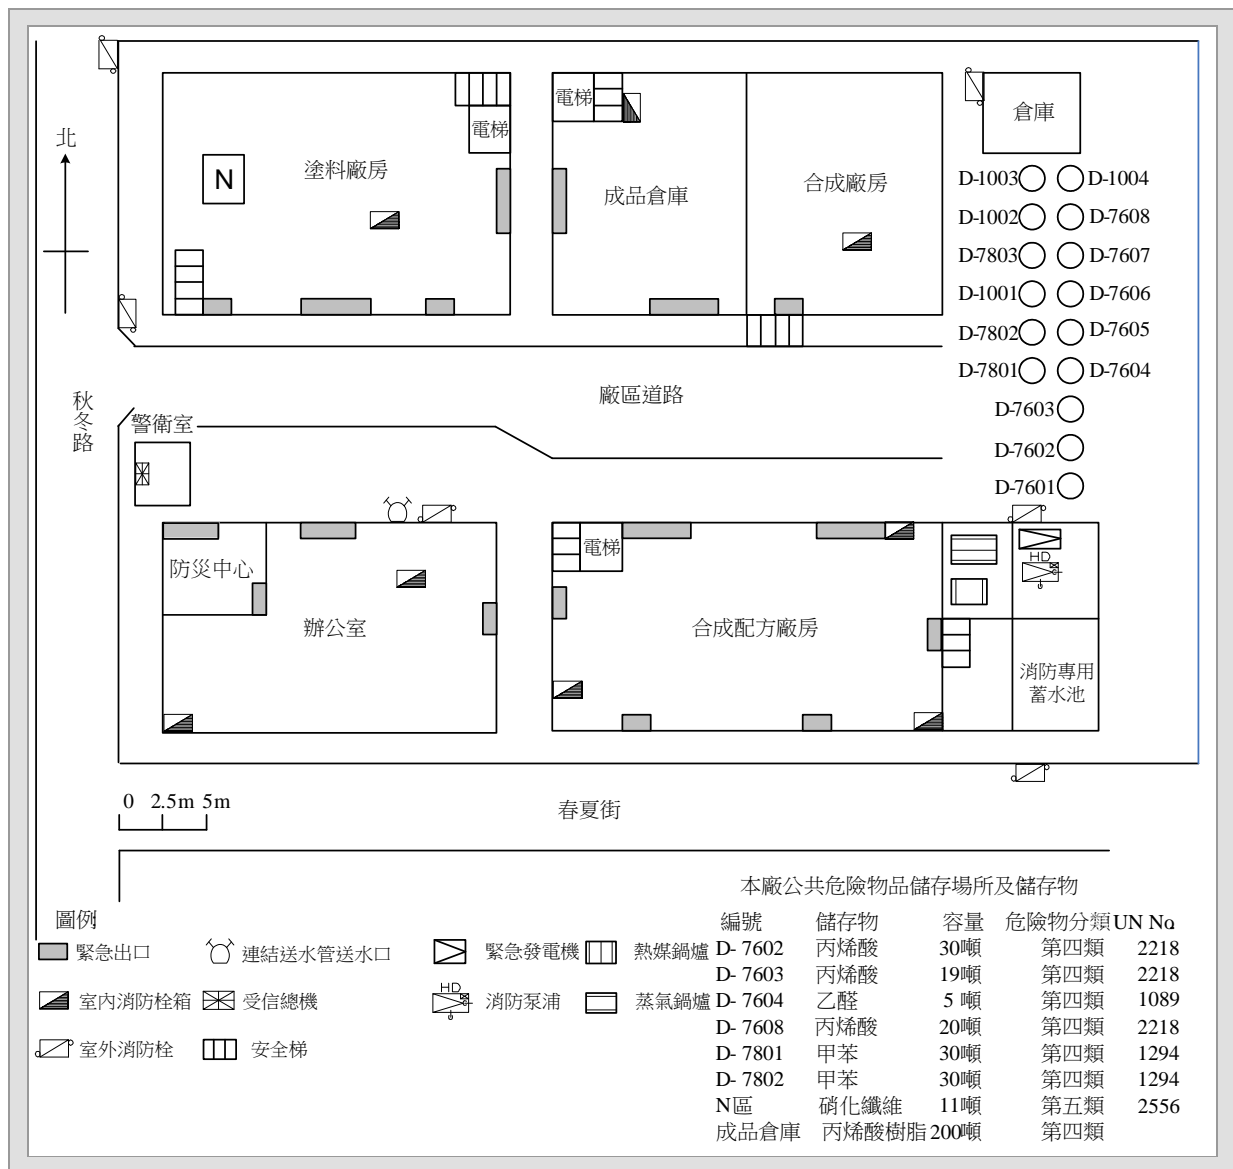 北
電梯
塗料廠房
N
電梯
成品倉庫
合成廠房
倉庫
D-1003
D-1004
D-1002
D-7608
D-7803
D-7607
D-1001
D-7606
D-7802
D-7605
D-7801
D-7604
D-7603
D-7602
D-7601
廠區道路
秋冬路
警衛室
防災中心
辦公室
電梯
合成配方廠房
HD
消防專用
蓄水池
0 2.5m 5m
春夏街
圖例
緊急出口
連結送水管送水口
緊急發電機
熱媒鍋爐
室內消防栓箱
受信總機
HD
消防泵浦
蒸氣鍋爐
室外消防栓
安全梯
本廠公共危險物品儲存場所及儲存物
編號 儲存物 容量 危險物分類 UN No.
D- 7602 丙烯酸 30噸 第四類 2218
D- 7603 丙烯酸 19噸 第四類 2218
D- 7604 乙醛 5 噸 第四類 1089
D- 7608 丙烯酸 20噸 第四類 2218
D- 7801 甲苯 30噸 第四類 1294
D- 7802 甲苯 30噸 第四類 1294
N區 硝化纖維 11噸 第五類 2556
成品倉庫 丙烯酸樹脂 200噸 第四類